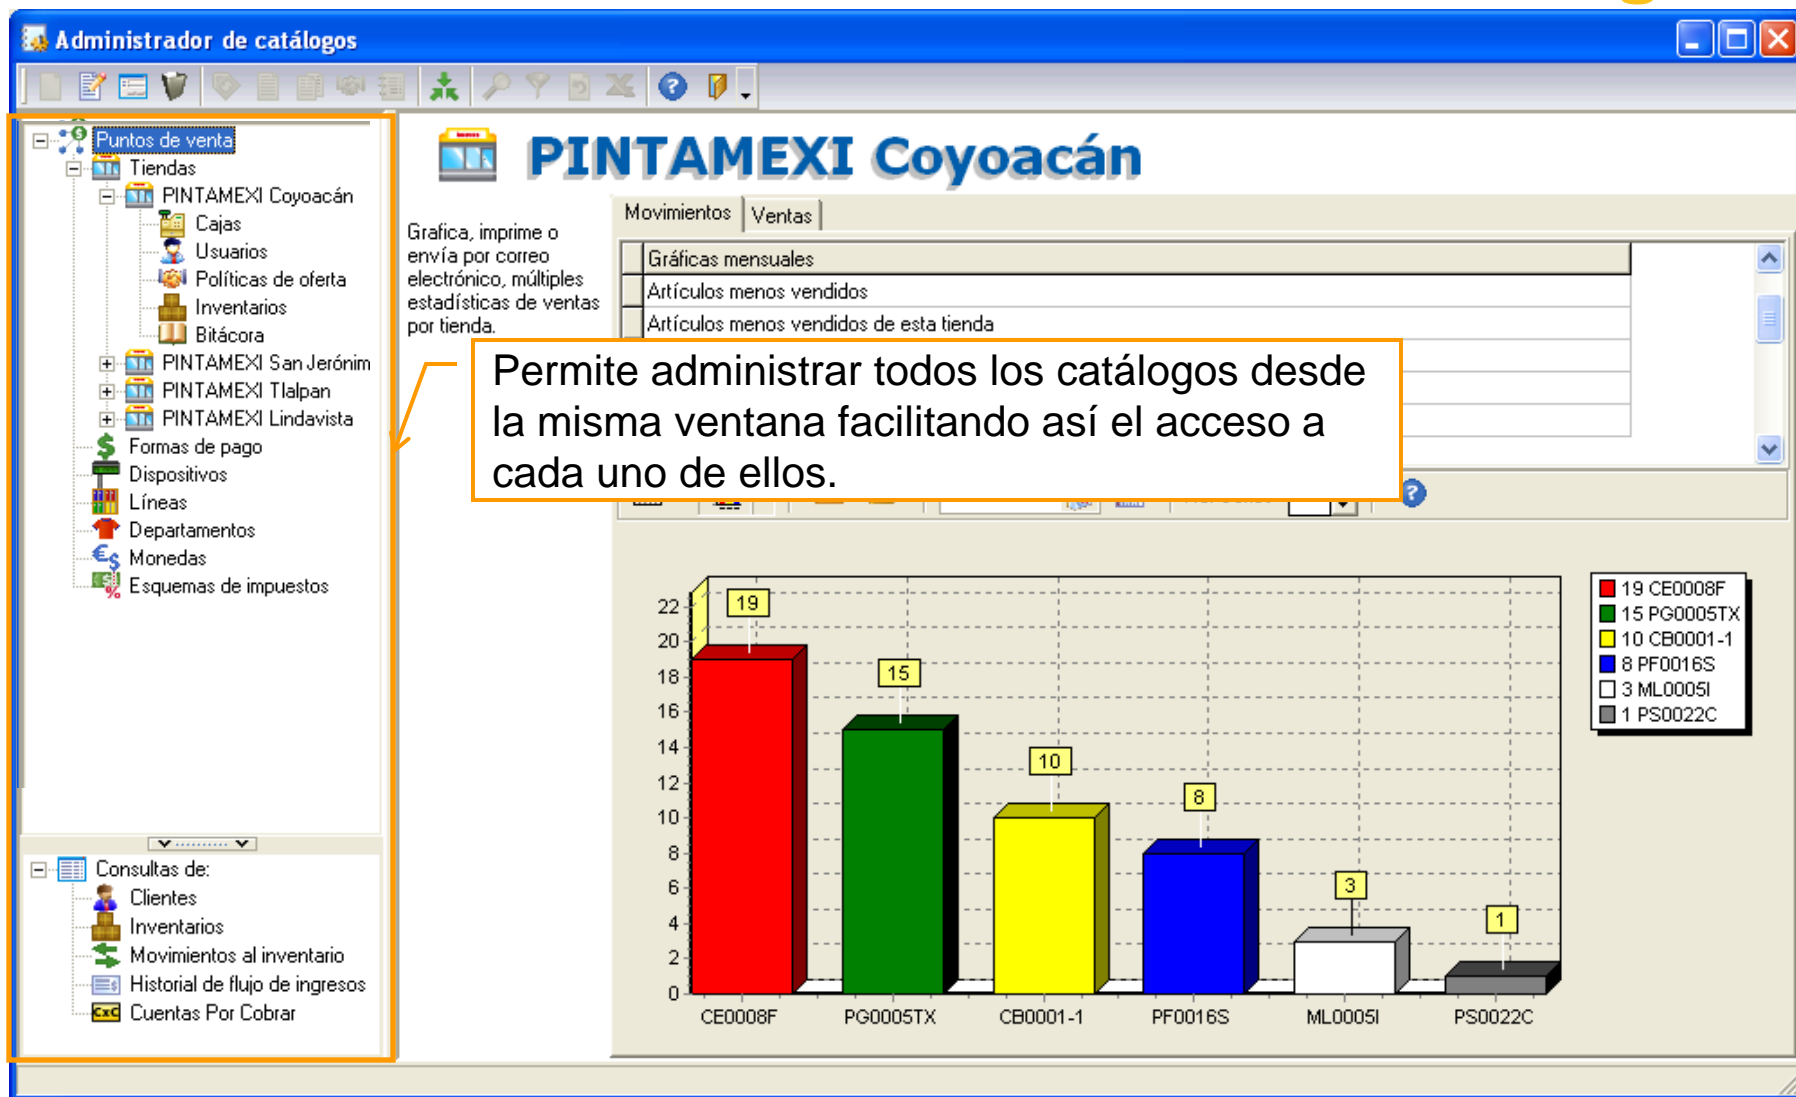 Administrador de catálogos
Puntos de venta
Tiendas
PINTAMEXI Coyoacán
Cajas
Usuarios
Políticas de oferta
Inventarios
Bitácora
PINTAMEXI San Jerónim
PINTAMEXI Tlalpan
PINTAMEXI Lindavista
Formas de pago
Dispositivos
Líneas
Departamentos
Monedas
Esquemas de impuestos
Consultas de:
Clientes
Inventarios
Movimientos al inventario
Historial de flujo de ingresos
CxC Cuentas Por Cobrar
PINTAMEXI Coyoacán
Grafica, imprime o
envía por correo
electrónico, múltiples
estadísticas de ventas
por tienda.
Movimientos Ventas
Gráficas mensuales
Artículos menos vendidos
Artículos menos vendidos de esta tienda
Permite administrar todos los catálogos desde
la misma ventana facilitando así el acceso a
cada uno de ellos.
22
20
18
16
14
12
10
8
6
4
2
0
19
15
10
8
3
1
CE0008F PG0005TX CB0001-1 PF0016S ML0005I PS0022C
19 CE0008F
15 PG0005TX
10 CB0001-1
8 PF0016S
3 ML0005I
1 PS0022C